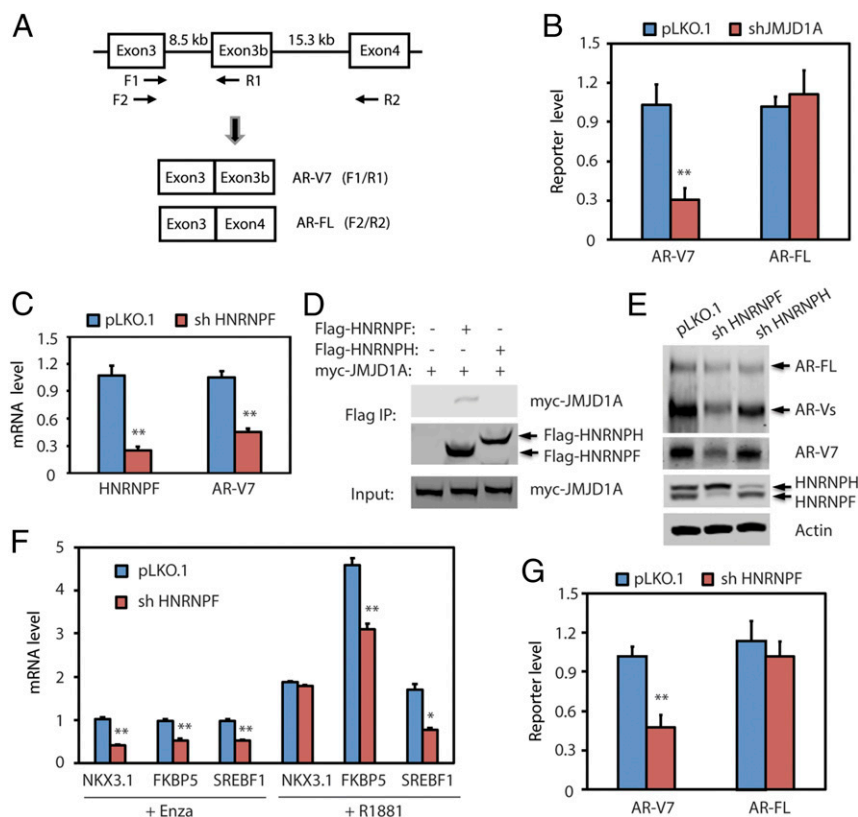 A
Exon3 8.5 kb Exon3b 15.3 kb Exon4
F1 R1
F2 R2
Exon3 Exon3b AR-V7 (F1/R1)
Exon3 Exon4 AR-FL (F2/R2)
B
pLKO.1 shJMJD1A
Reporter level
1.5
1.2
0.9
0.6
0.3
0
**
AR-V7 AR-FL
C
pLKO.1 sh HNRNPF
mRNA level
1.5
1.2
0.9
0.6
0.3
0
** **
HNRNPF AR-V7
D
Flag-HNRNPF: - + -
Flag-HNRNPH: - - +
myc-JMJD1A: + + +
Flag IP: myc-JMJD1A
Flag-HNRNPH
Flag-HNRNPF
Input: myc-JMJD1A
E
pLKO.1 sh HNRNPF sh HNRNPH
AR-FL
AR-Vs
AR-V7
HNRNPH
HNRNPF
Actin
F
pLKO.1
sh HNRNPF
mRNA level
5
4
3
2
1
0
** ** ** ** *
NKX3.1 FKBP5 SREBF1 NKX3.1 FKBP5 SREBF1
+ Enza + R1881
G
pLKO.1 sh HNRNPF
Reporter level
1.5
1.2
0.9
0.6
0.3
0
**
AR-V7 AR-FL